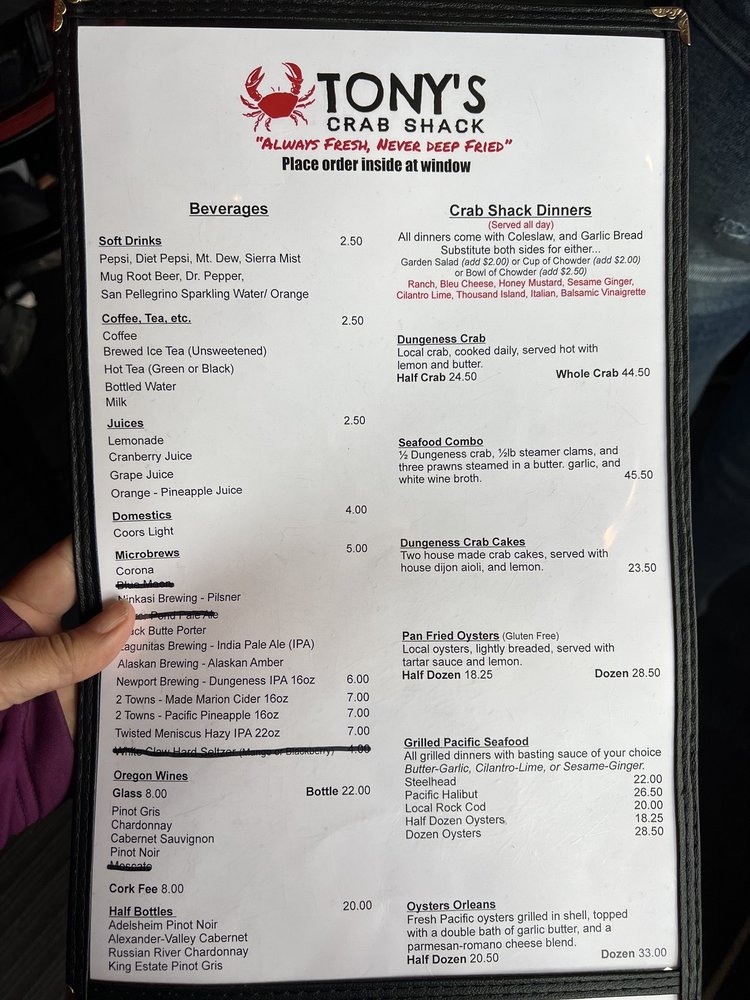 TONY'S
CRAB SHACK
"ALWAYS FRESH, NEVER DEEP FRIED"
Place order inside at window
Beverages
Soft Drinks 2.50
Pepsi, Diet Pepsi, Mt. Dew, Sierra Mist
Mug Root Beer, Dr. Pepper,
San Pellegrino Sparkling Water/ Orange
Coffee, Tea, etc. 2.50
Coffee
Brewed Ice Tea (Unsweetened)
Hot Tea (Green or Black)
Bottled Water
Milk
Juices 2.50
Lemonade
Cranberry Juice
Grape Juice
Orange - Pineapple Juice
Domestics 4.00
Coors Light
Microbrews 5.00
Corona
Blue Moon
Ninkasi Brewing - Pilsner
Pond Pale Ale
Butte Porter
Lagunitas Brewing - India Pale Ale (IPA)
Alaskan Brewing - Alaskan Amber
Newport Brewing - Dungeness IPA 16oz 6.00
2 Towns - Made Marion Cider 16oz 7.00
2 Towns - Pacific Pineapple 16oz 7.00
Twisted Meniscus Hazy IPA 22oz 7.00
White Claw Hard Seltzer (Mango or Blackberry) 4.00
Oregon Wines
Glass 8.00 Bottle 22.00
Pinot Gris
Chardonnay
Cabernet Sauvignon
Pinot Noir
Moscato
Cork Fee 8.00
Half Bottles 20.00
Adelsheim Pinot Noir
Alexander-Valley Cabernet
Russian River Chardonnay
King Estate Pinot Gris
Crab Shack Dinners
(Served all day)
All dinners come with Coleslaw, and Garlic Bread
Substitute both sides for either...
Garden Salad (add $2.00) or Cup of Chowder (add $2.00)
or Bowl of Chowder (add $2.50)
Ranch, Bleu Cheese, Honey Mustard, Sesame Ginger,
Cilantro Lime, Thousand Island, Italian, Balsamic Vinaigrette
Dungeness Crab
Local crab, cooked daily, served hot with
lemon and butter.
Half Crab 24.50 Whole Crab 44.50
Seafood Combo
½ Dungeness crab, ½lb steamer clams, and
three prawns steamed in a butter. garlic, and
white wine broth. 45.50
Dungeness Crab Cakes
Two house made crab cakes, served with
house dijon aioli, and lemon. 23.50
Pan Fried Oysters (Gluten Free)
Local oysters, lightly breaded, served with
tartar sauce and lemon.
Half Dozen 18.25 Dozen 28.50
Grilled Pacific Seafood
All grilled dinners with basting sauce of your choice
Butter-Garlic, Cilantro-Lime, or Sesame-Ginger.
Steelhead 22.00
Pacific Halibut 26.50
Local Rock Cod 20.00
Half Dozen Oysters 18.25
Dozen Oysters 28.50
Oysters Orleans
Fresh Pacific oysters grilled in shell, topped
with a double bath of garlic butter, and a
parmesan-romano cheese blend.
Half Dozen 20.50 Dozen 33.00